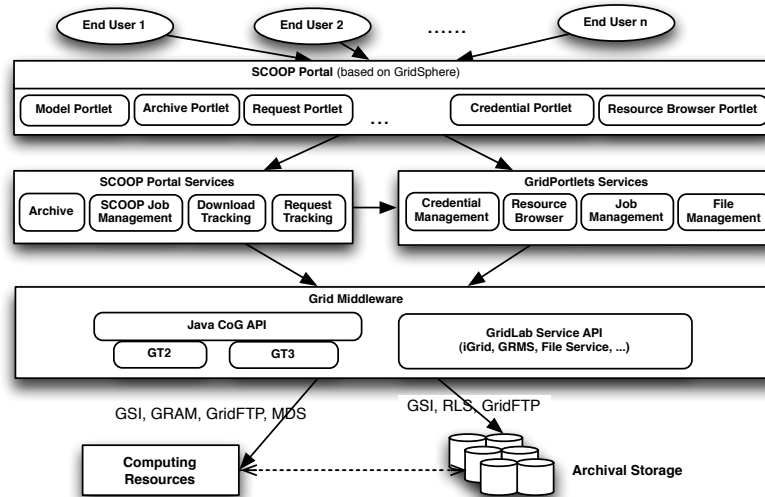 End User 1
End User 2
......
End User n
SCOOP Portal (based on GridSphere)
Model Portlet
Archive Portlet
Request Portlet
...
Credential Portlet
Resource Browser Portlet
SCOOP Portal Services
Archive
SCOOP Job
Management
Download
Tracking
Request
Tracking
GridPortlets Services
Credential
Management
Resource
Browser
Job
Management
File
Management
Grid Middleware
Java CoG API
GT2
GT3
GridLab Service API
(iGrid, GRMS, File Service, ...)
GSI, GRAM, GridFTP, MDS
GSI, RLS, GridFTP
Computing
Resources
Archival Storage